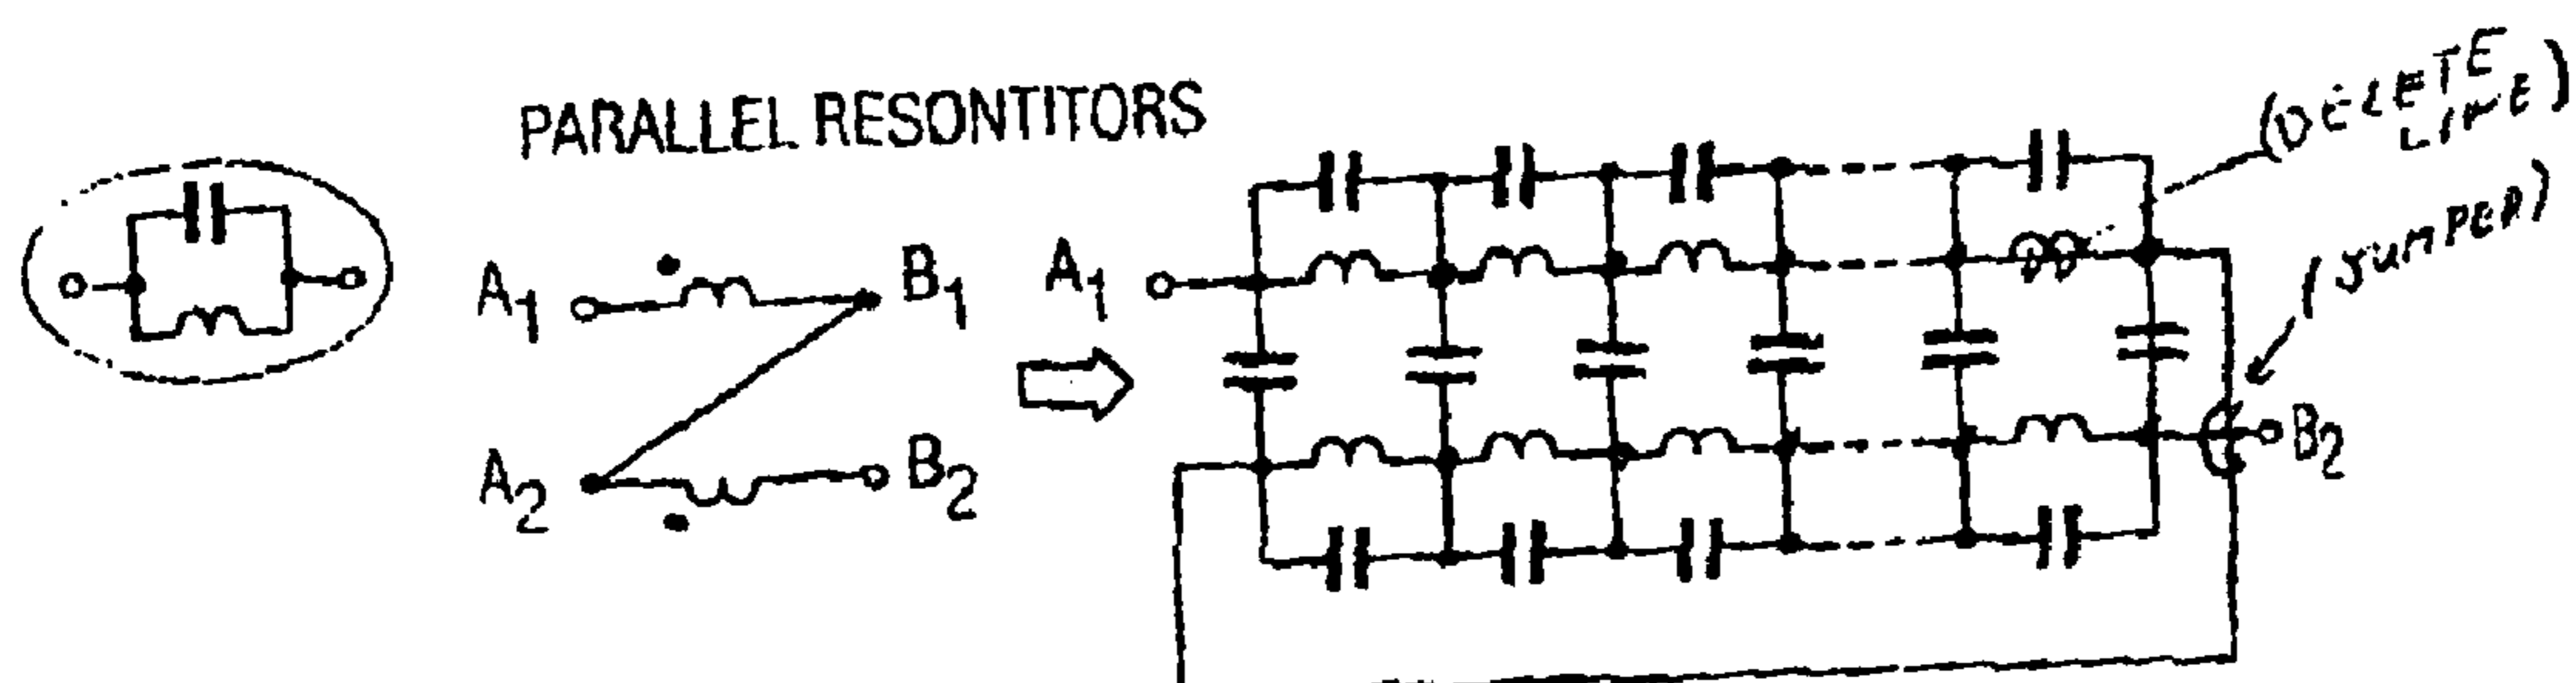 PARALLEL RESONTITORS
(DELETE
LINE)
(JUMPER)
A1
B1
A2
B2
A1
B2